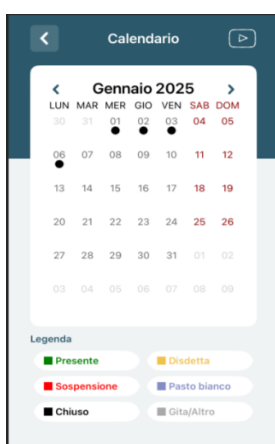 Calendario
Gennaio 2025
LUN MAR MER GIO VEN SAB DOM
30 31 01 02 03 04 05
06 07 08 09 10 11 12
13 14 15 16 17 18 19
20 21 22 23 24 25 26
27 28 29 30 31 01 02
03 04 05 06 07 08 09
Legenda
Presente Disdetta
Sospensione Pasto bianco
Chiuso Gita/Altro